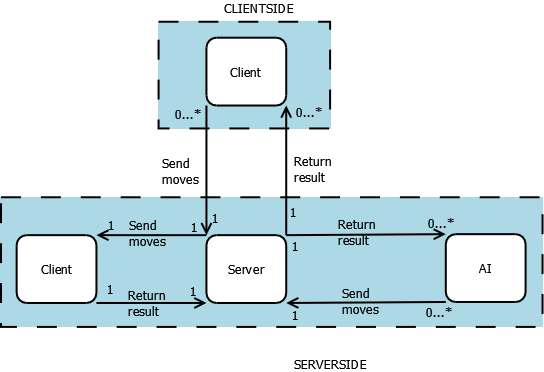 CLIENTSIDE
Client
0...*
0...*
Send
moves
Return
result
1
1
1
Send
moves
1
1
Return
result
0...*
Client
Server
AI
1
Return
result
1
1
Send
moves
0...*
SERVERSIDE